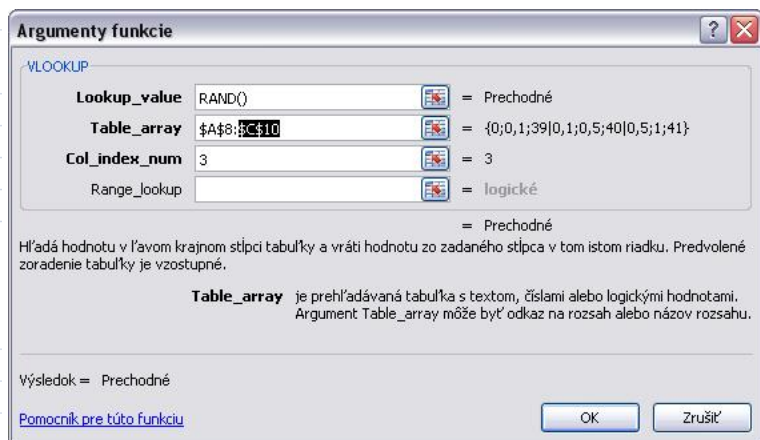 Argumenty funkcie
VLOOKUP
Lookup_value RAND() = Prechodné
Table_array $A$8:$C$10 = {0;0,1;39|0,1;0,5;40|0,5;1;41}
Col_index_num 3 = 3
Range_lookup = logické
= Prechodné
Hľadá hodnotu v ľavom krajnom stĺpci tabuľky a vráti hodnotu zo zadaného stĺpca v tom istom riadku. Predvolené
zoradenie tabuľky je vzostupné.
Table_array je prehľadávaná tabuľka s textom, číslami alebo logickými hodnotami.
Argument Table_array môže byť odkaz na rozsah alebo názov rozsahu.
Výsledok = Prechodné
Pomocník pre túto funkciu OK Zrušiť